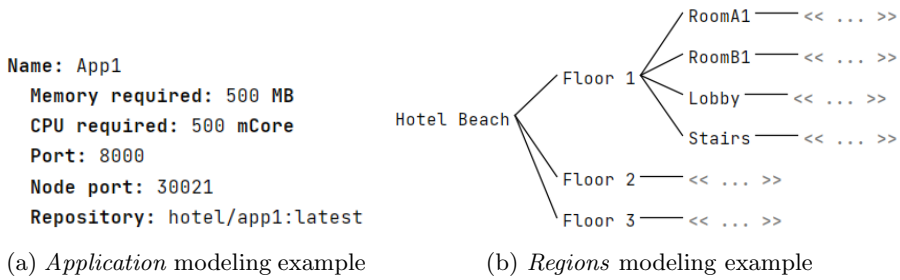 Name: App1
Memory required: 500 MB
CPU required: 500 mCore
Port: 8000
Node port: 30021
Repository: hotel/app1:latest
(a) Application modeling example
Hotel Beach
Floor 1
RoomA1 << ... >>
RoomB1 << ... >>
Lobby << ... >>
Stairs << ... >>
Floor 2 << ... >>
Floor 3 << ... >>
(b) Regions modeling example